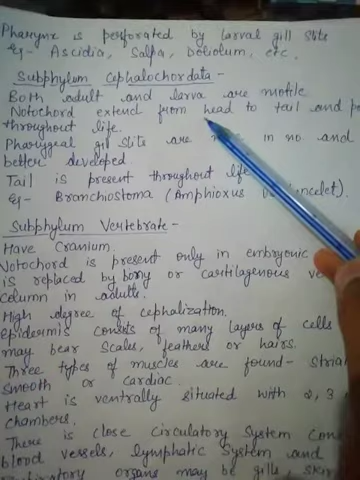 Pharynx is perforated by larval gill slits
Eg- Ascidia, Salpa, Doliolum, etc.
Subphylum Cephalochordata -
Both adult and larva are motile
Notochord extend from head to tail and
throughout life.
Pharyngeal gill slits are in no. and
better developed.
Tail is present throughout life
Eg - Branchiostoma (Amphioxus
Subphylum Vertebrate -
Have Cranium.
Notochord is present only in embryonic
is replaced by bony or cartilagenous
column in adults.
High degree of cephalization.
Epidermis consists of many layers of cells
may bear Scales, feathers or hairs.
Three types of muscles are found -
smooth or cardiac.
Heart is ventrally situated with 2, 3
chambers.
There is close Circulatory System
blood vessels, lymphatic system and
organs may be gills,